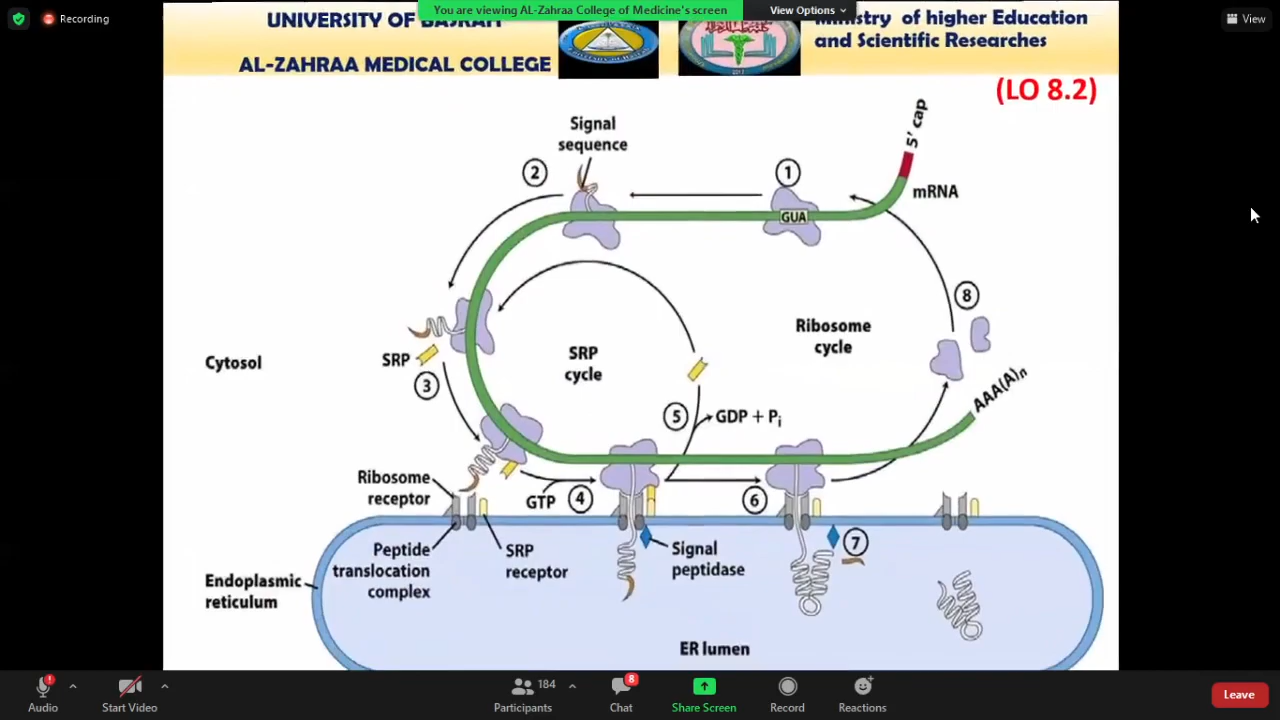 You are viewing AL-Zahraa College of Medicine's screen
View Options
Recording
View
UNIVERSITY OF BASRAH
AL-ZAHRAA MEDICAL COLLEGE
Ministry of higher Education
and Scientific Researches
(LO 8.2)
Signal
sequence
5' cap
mRNA
1
2
GUA
8
Ribosome
cycle
SRP
cycle
Cytosol
SRP
3
AAA(A)n
5
GDP + Pi
Ribosome
receptor
GTP
4
6
Peptide
translocation
complex
SRP
receptor
Signal
peptidase
7
Endoplasmic
reticulum
ER lumen
Audio
Start Video
184
Participants
8
Chat
Share Screen
Record
Reactions
Leave